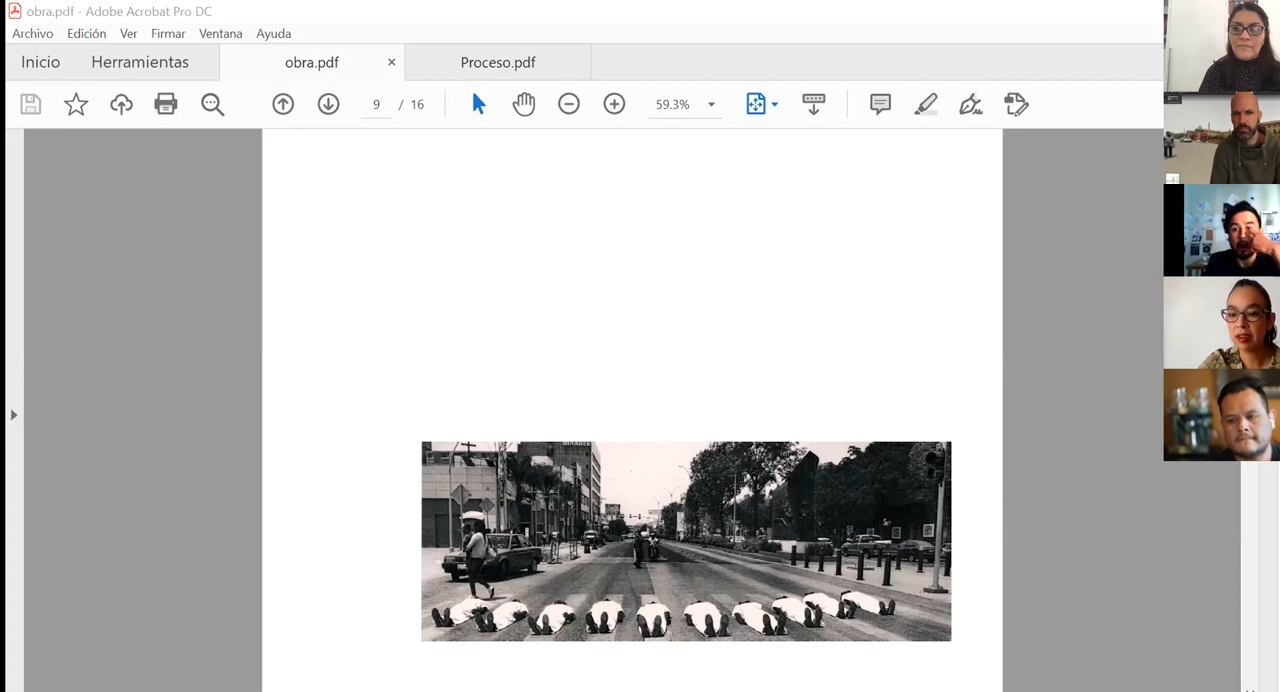 obra.pdf - Adobe Acrobat Pro DC
Archivo Edición Ver Firmar Ventana Ayuda
Inicio Herramientas obra.pdf × Proceso.pdf
9 / 16 59.3%